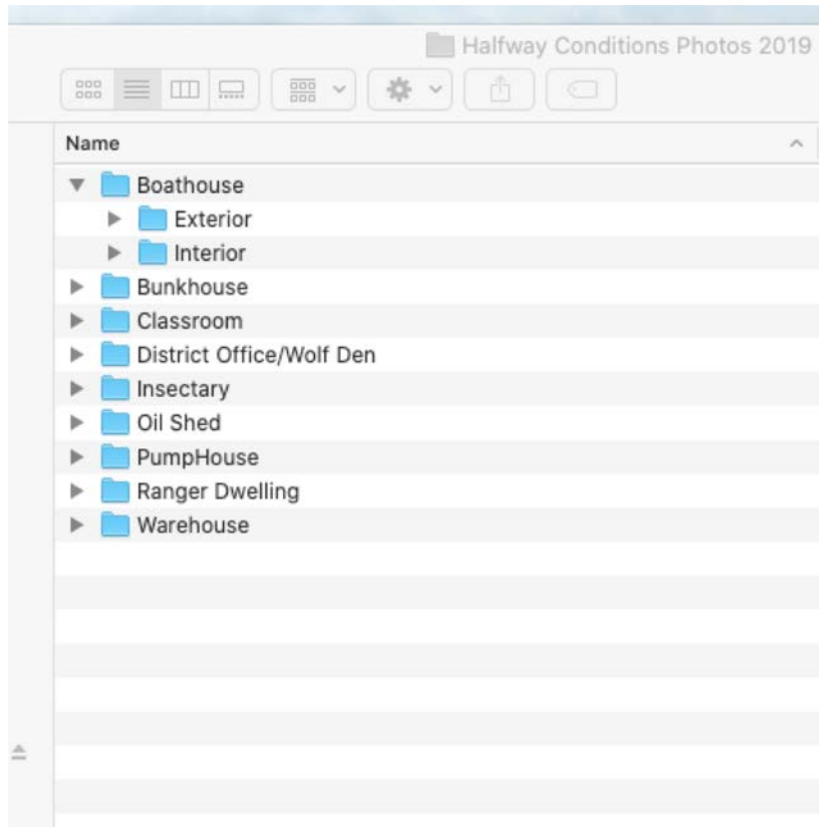 Halfway Conditions Photos 2019
Name
Boathouse
Exterior
Interior
Bunkhouse
Classroom
District Office/Wolf Den
Insectary
Oil Shed
PumpHouse
Ranger Dwelling
Warehouse